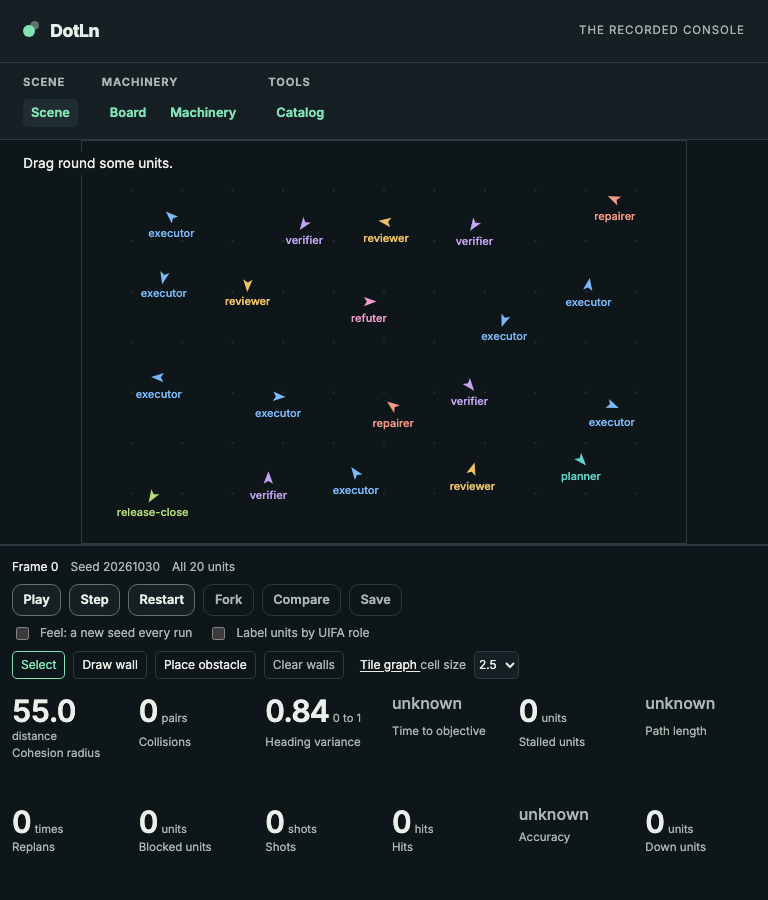 DotLn
THE RECORDED CONSOLE
SCENE MACHINERY TOOLS
Scene Board Machinery Catalog
Drag round some units.
repairer
executor
verifier
reviewer
verifier
executor
reviewer
executor
refuter
executor
executor
executor
verifier
repairer
executor
planner
verifier
executor
reviewer
release-close
Frame 0 Seed 20261030 All 20 units
Play Step Restart Fork Compare Save
Feel: a new seed every run Label units by UIFA role
Select Draw wall Place obstacle Clear walls Tile graph cell size 2.5
55.0 distance
Cohesion radius
0 pairs
Collisions
0.84 0 to 1
Heading variance
unknown
Time to objective
0 units
Stalled units
unknown
Path length
0 times
Replans
0 units
Blocked units
0 shots
Shots
0 hits
Hits
unknown
Accuracy
0 units
Down units